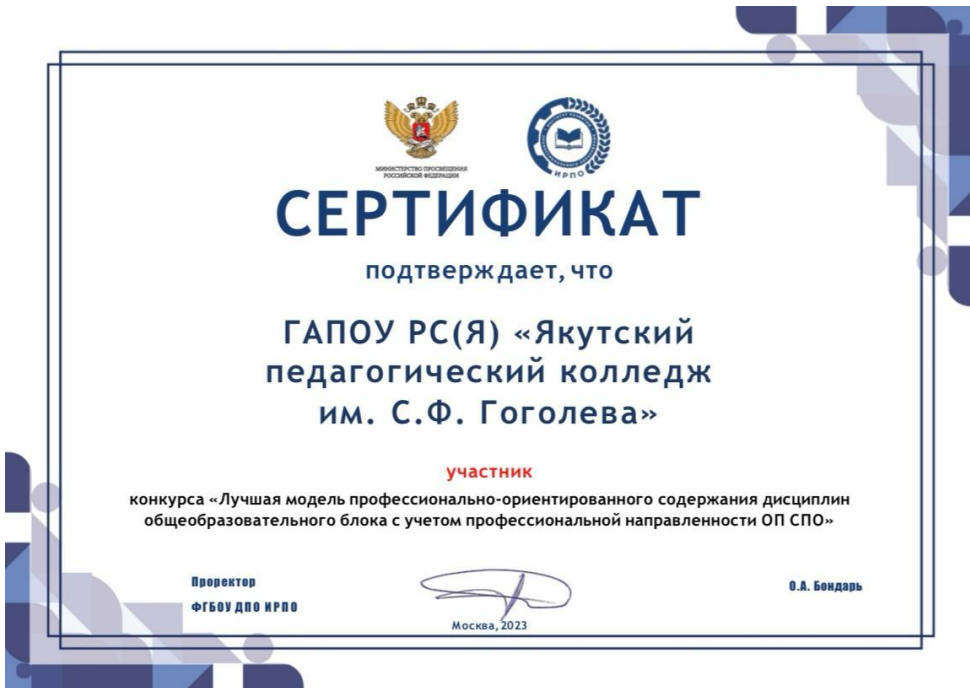 МИНИСТЕРСТВО ПРОСВЕЩЕНИЯ
РОССИЙСКОЙ ФЕДЕРАЦИИ
ИРПО
СЕРТИФИКАТ
подтверждает, что
ГАПОУ РС(Я) «Якутский
педагогический колледж
им. С.Ф. Гоголева»
участник
конкурса «Лучшая модель профессионально-ориентированного содержания дисциплин
общеобразовательного блока с учетом профессиональной направленности ОП СПО»
Проректор
ФГБОУ ДПО ИРПО
О.А. Бондарь
Москва, 2023